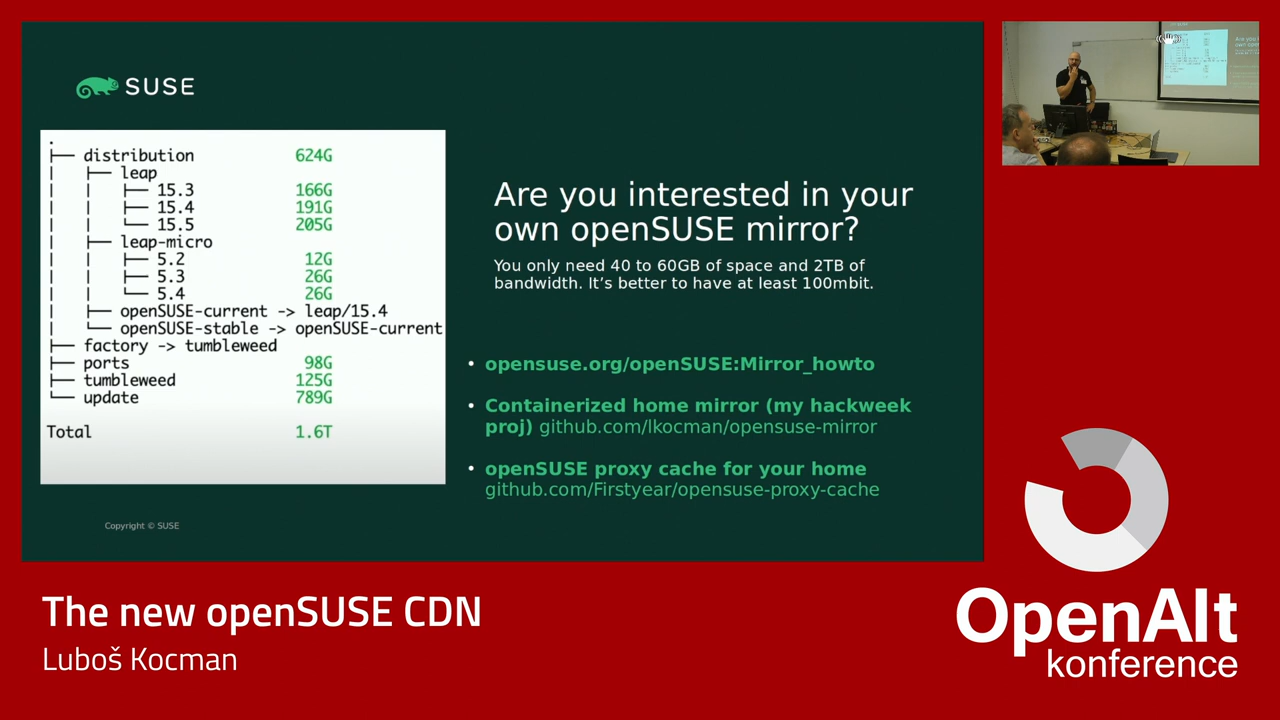 SUSE
.
├── distribution 624G
│ ├── leap
│ │ ├── 15.3 166G
│ │ ├── 15.4 191G
│ │ └── 15.5 205G
│ ├── leap-micro
│ │ ├── 5.2 12G
│ │ ├── 5.3 26G
│ │ └── 5.4 26G
│ ├── openSUSE-current -> leap/15.4
│ └── openSUSE-stable -> openSUSE-current
├── factory -> tumbleweed
├── ports 98G
├── tumbleweed 125G
└── update 789G
Total 1.6T
Are you interested in your
own openSUSE mirror?
You only need 40 to 60GB of space and 2TB of
bandwidth. It’s better to have at least 100mbit.
• opensuse.org/openSUSE:Mirror_howto
• Containerized home mirror (my hackweek
proj) github.com/lkocman/opensuse-mirror
• openSUSE proxy cache for your home
github.com/Firstyear/opensuse-proxy-cache
Copyright © SUSE
The new openSUSE CDN
Luboš Kocman
OpenAlt
konference